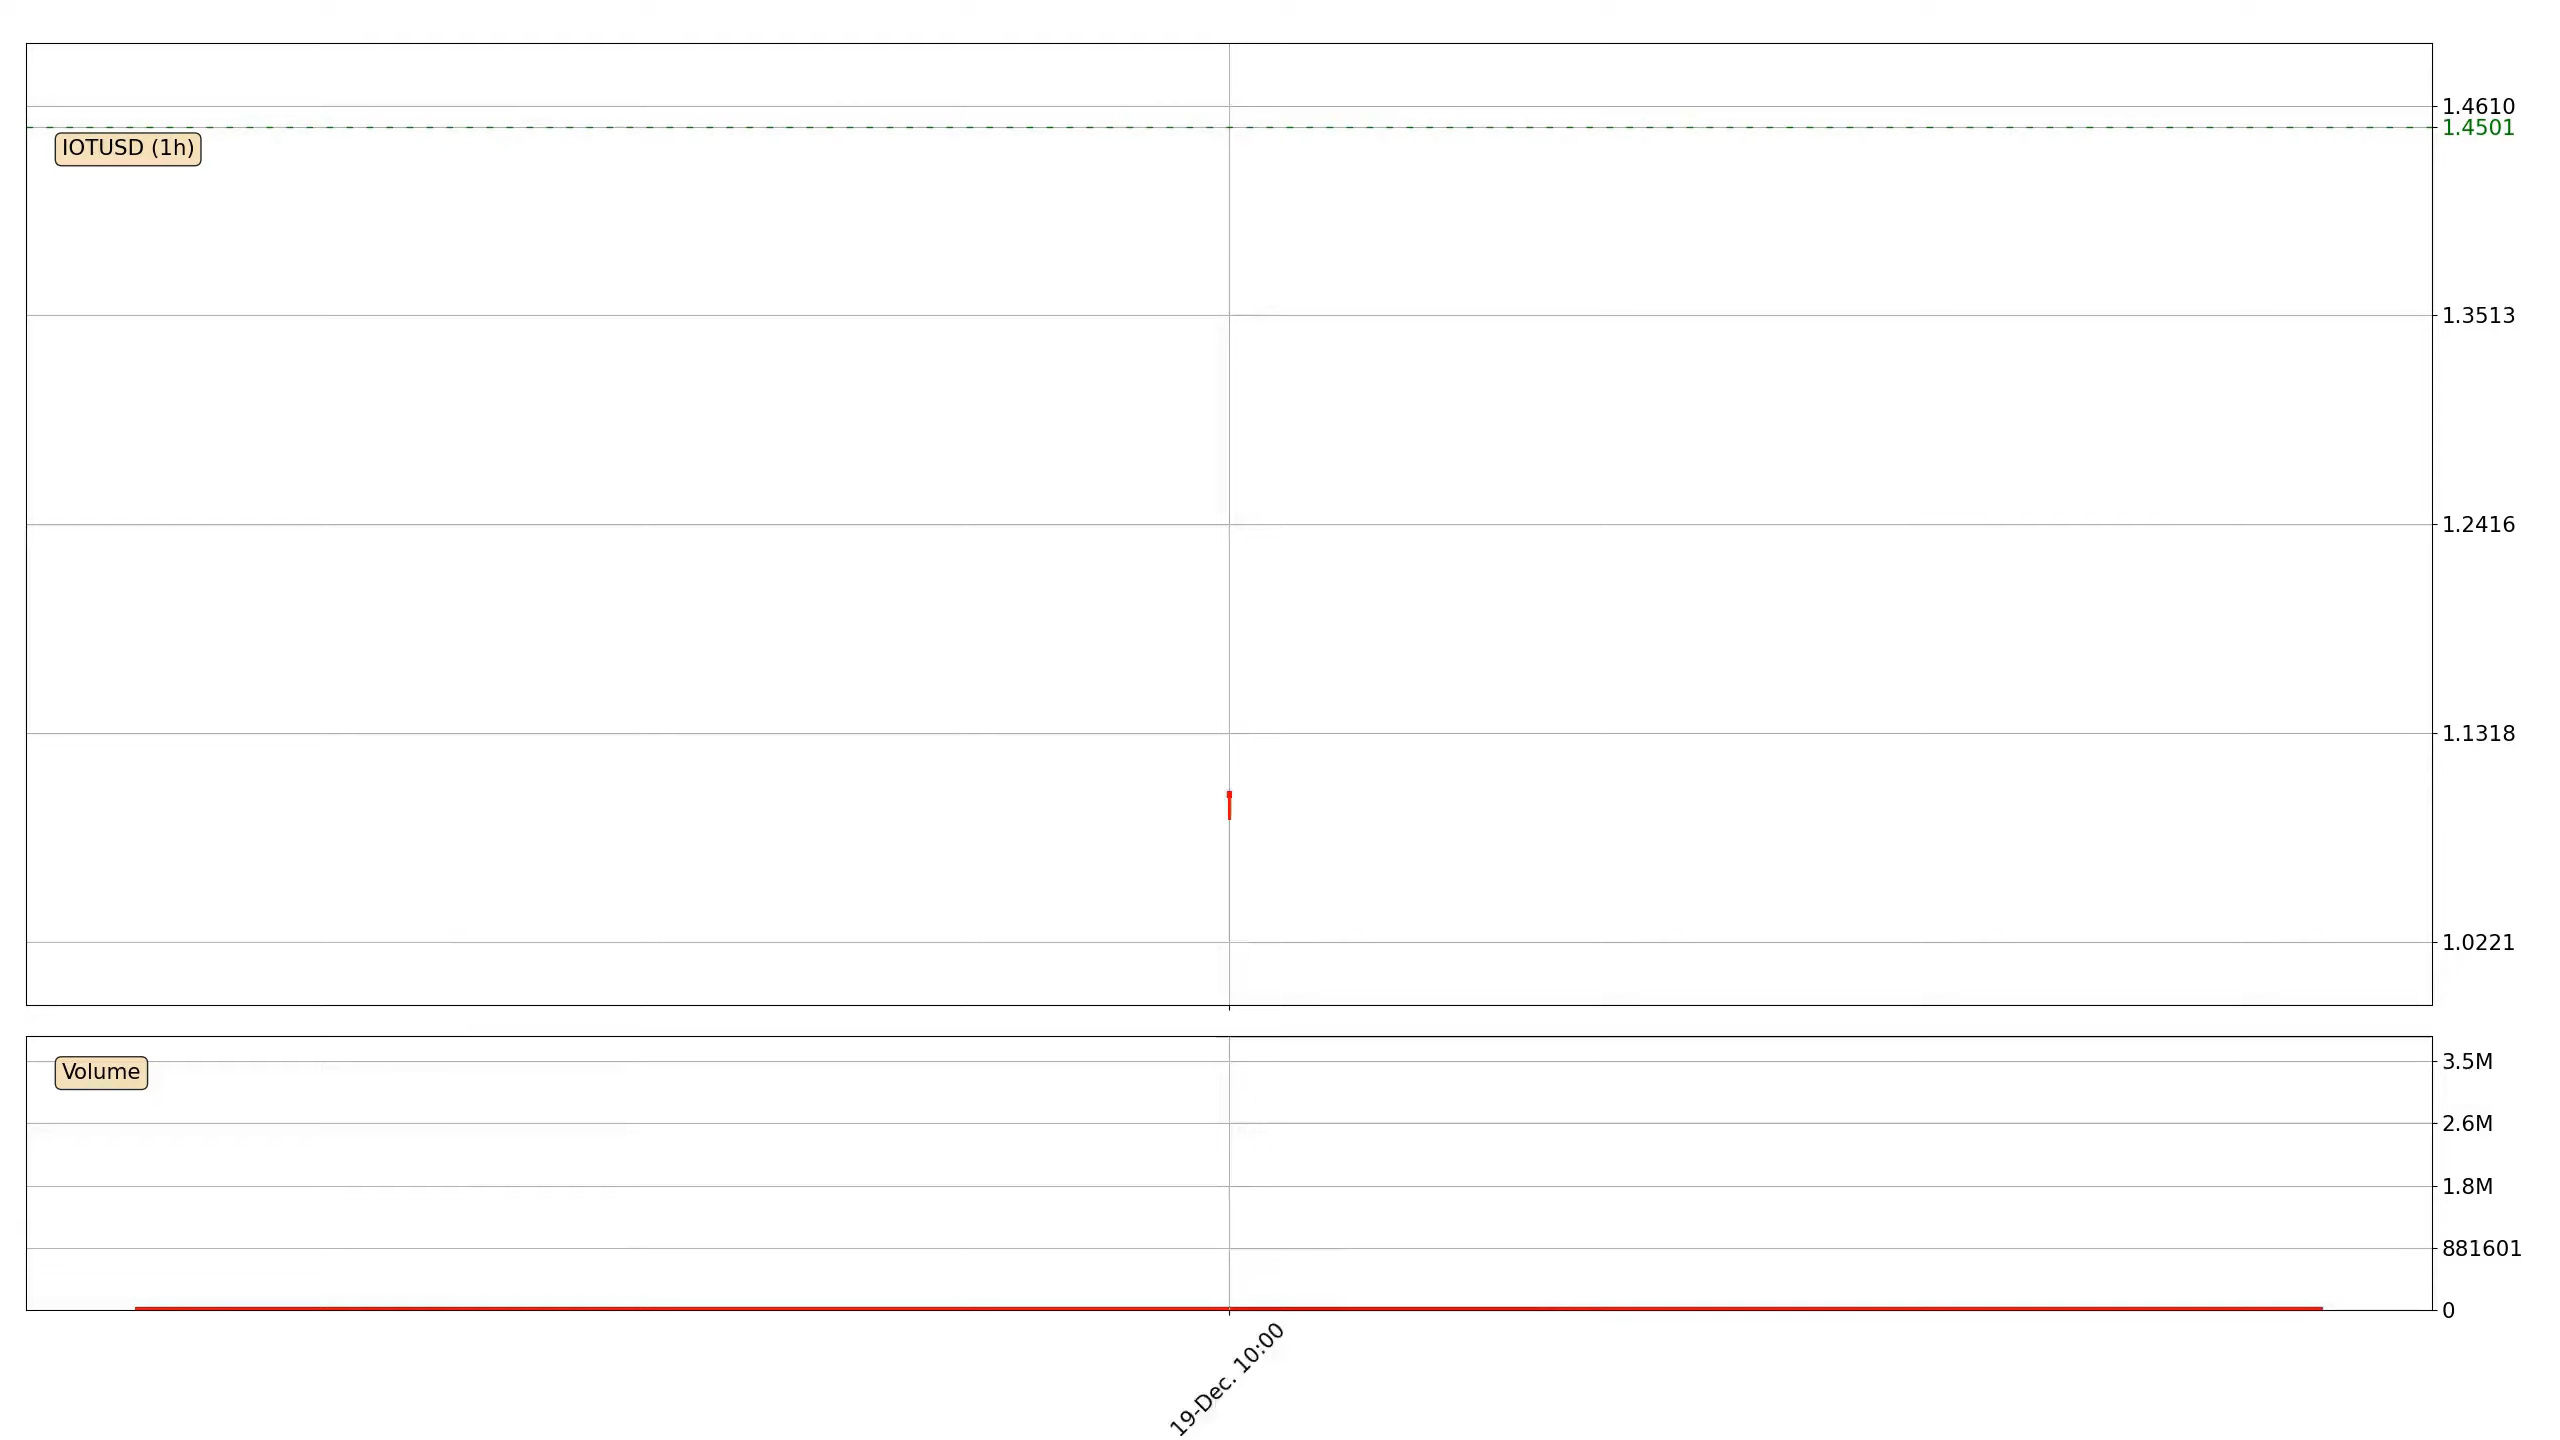 1.4610
1.4501
IOTUSD (1h)
1.3513
1.2416
1.1318
1.0221
Volume
3.5M
2.6M
1.8M
881601
0
19-Dec. 10:00